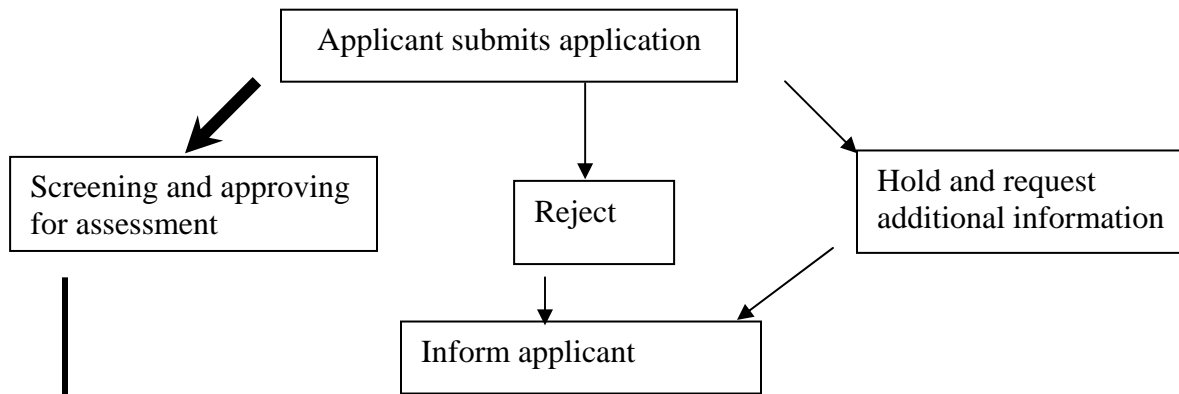 Applicant submits application
Screening and approving
for assessment
Reject
Hold and request
additional information
Inform applicant